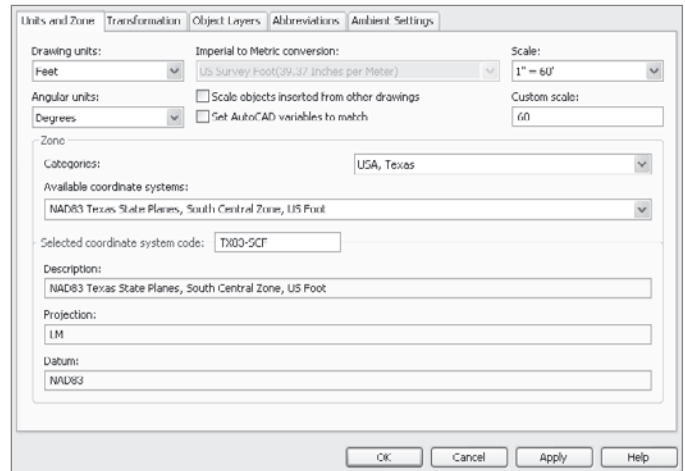 Units and Zone Transformation Object Layers Abbreviations Ambient Settings
Drawing units: Imperial to Metric conversion: Scale:
Feet US Survey Foot(39.37 Inches per Meter) 1" = 60'
Angular units: Scale objects inserted from other drawings Custom scale:
Degrees Set AutoCAD variables to match 60
Zone
Categories: USA, Texas
Available coordinate systems:
NAD83 Texas State Planes, South Central Zone, US Foot
Selected coordinate system code: TX83-SCF
Description:
NAD83 Texas State Planes, South Central Zone, US Foot
Projection:
LM
Datum:
NAD83
OK Cancel Apply Help